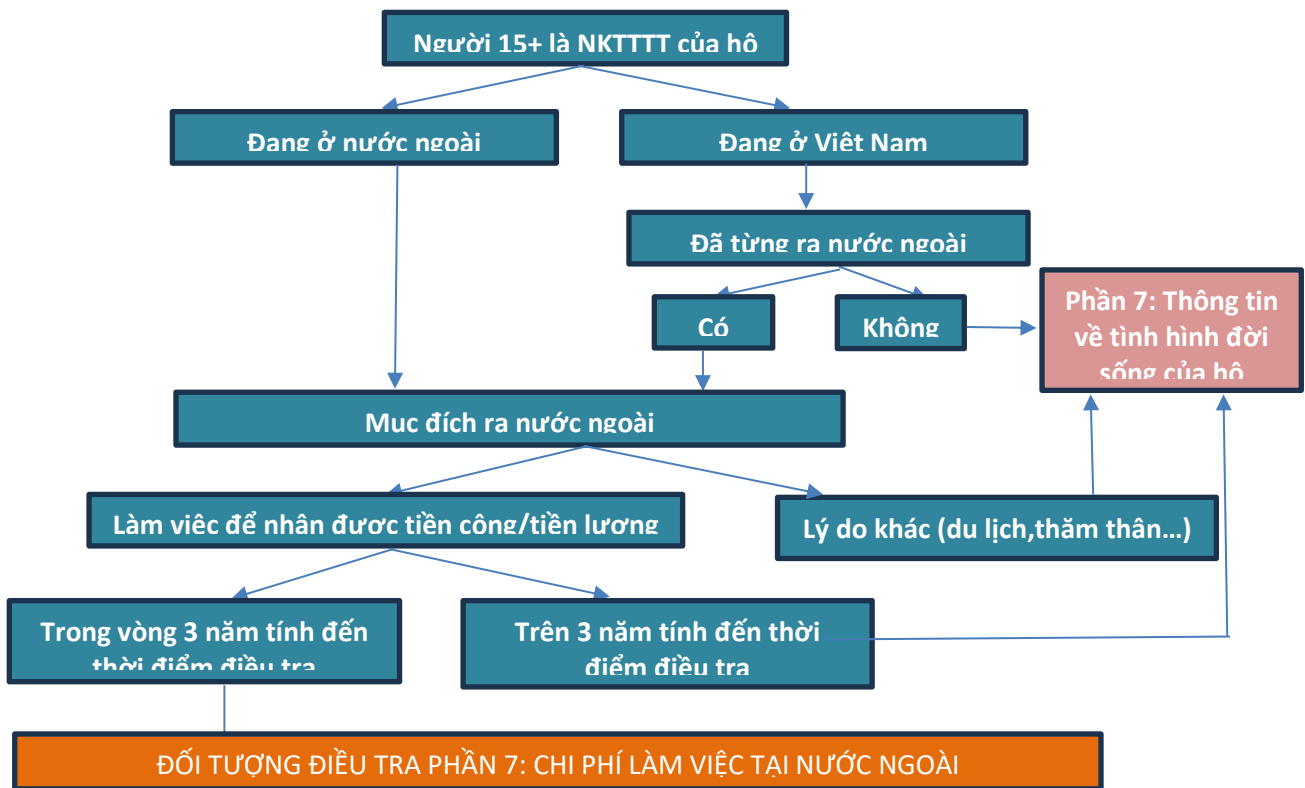 Người 15+ là NKTTTT của hộ
Đang ở nước ngoài
Đang ở Việt Nam
Đã từng ra nước ngoài
Có
Không
Phần 7: Thông tin
về tình hình đời
sống của hộ
Mục đích ra nước ngoài
Làm việc để nhận được tiền công/tiền lương
Lý do khác (du lịch,thăm thân...)
Trong vòng 3 năm tính đến
thời điểm điều tra
Trên 3 năm tính đến thời
điểm điều tra
ĐỐI TƯỢNG ĐIỀU TRA PHẦN 7: CHI PHÍ LÀM VIỆC TẠI NƯỚC NGOÀI